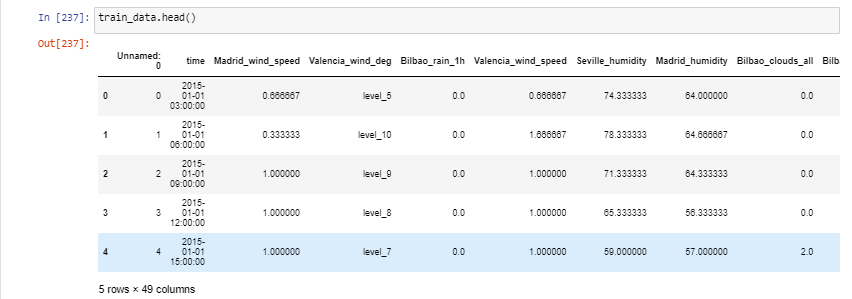 In [237]: train_data.head()
Out[237]:
Unnamed: 0 time Madrid_wind_speed Valencia_wind_deg Bilbao_rain_1h Valencia_wind_speed Seville_humidity Madrid_humidity Bilbao_clouds_all Bilb
0 0 2015-01-01 03:00:00 0.666667 level_5 0.0 0.666667 74.333333 64.000000 0.0
1 1 2015-01-01 06:00:00 0.333333 level_10 0.0 1.666667 78.333333 64.666667 0.0
2 2 2015-01-01 09:00:00 1.000000 level_9 0.0 1.000000 71.333333 64.333333 0.0
3 3 2015-01-01 12:00:00 1.000000 level_8 0.0 1.000000 65.333333 56.333333 0.0
4 4 2015-01-01 15:00:00 1.000000 level_7 0.0 1.000000 59.000000 57.000000 2.0
5 rows × 49 columns